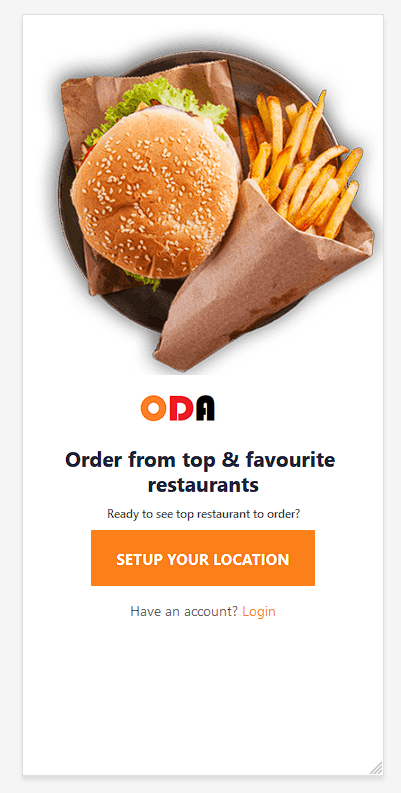 ODA
Order from top & favourite
restaurants
Ready to see top restaurant to order?
SETUP YOUR LOCATION
Have an account? Login